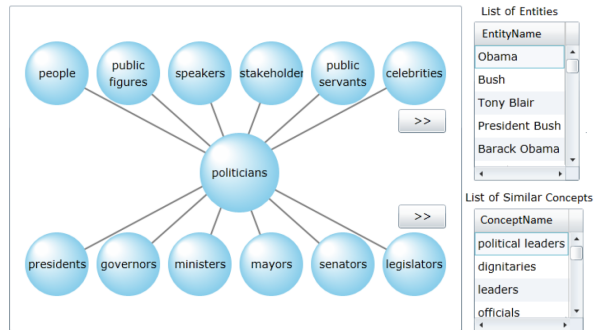 people
public
figures
speakers
stakeholder
public
servants
celebrities
>>
politicians
>>
presidents
governors
ministers
mayors
senators
legislators
List of Entities
EntityName
Obama
Bush
Tony Blair
President Bush
Barack Obama
List of Similar Concepts
ConceptName
political leaders
dignitaries
leaders
officials